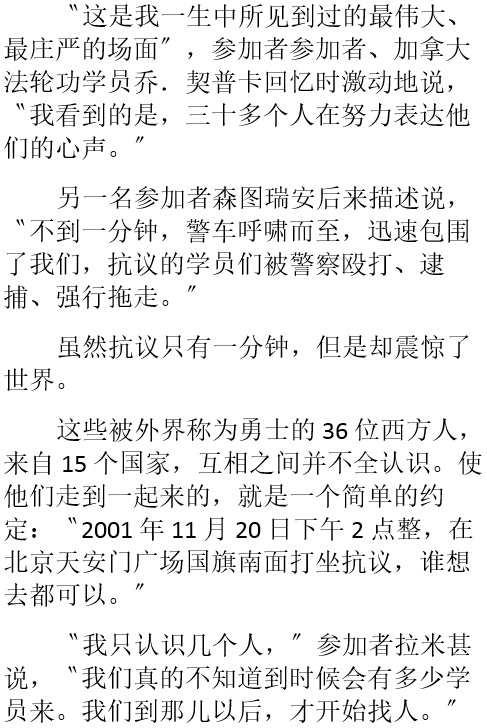 〝这是我一生中所见到过的最伟大、
最庄严的场面〞，参加者参加者、加拿大
法轮功学员乔．契普卡回忆时激动地说，
〝我看到的是，三十多个人在努力表达他
们的心声。〞
另一名参加者森图瑞安后来描述说，
〝不到一分钟，警车呼啸而至，迅速包围
了我们，抗议的学员们被警察殴打、逮
捕、强行拖走。〞
虽然抗议只有一分钟，但是却震惊了
世界。
这些被外界称为勇士的 36 位西方人，
来自 15 个国家，互相之间并不全认识。使
他们走到一起来的，就是一个简单的约
定：〝2001 年 11 月 20 日下午 2 点整，在
北京天安门广场国旗南面打坐抗议，谁想
去都可以。〞
〝我只认识几个人，〞参加者拉米甚
说，〝我们真的不知道到时候会有多少学
员来。我们到那儿以后，才开始找人。〞